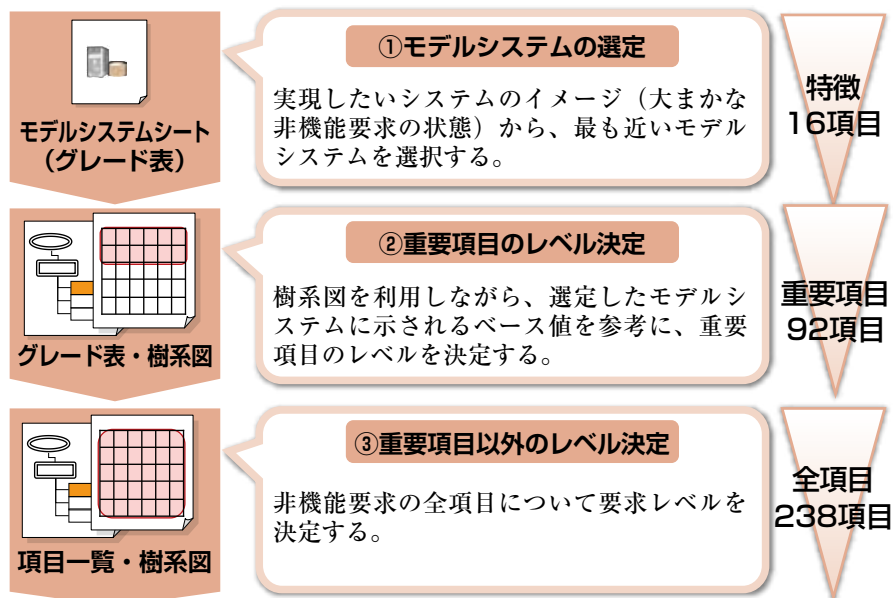 モデルシステムシート
（グレード表）
①モデルシステムの選定
実現したいシステムのイメージ（大まかな
非機能要求の状態）から、最も近いモデル
システムを選択する。
特徴
16項目
グレード表・樹系図
②重要項目のレベル決定
樹系図を利用しながら、選定したモデルシ
ステムに示されるベース値を参考に、重要
項目のレベルを決定する。
重要項目
92項目
項目一覧・樹系図
③重要項目以外のレベル決定
非機能要求の全項目について要求レベルを
決定する。
全項目
238項目